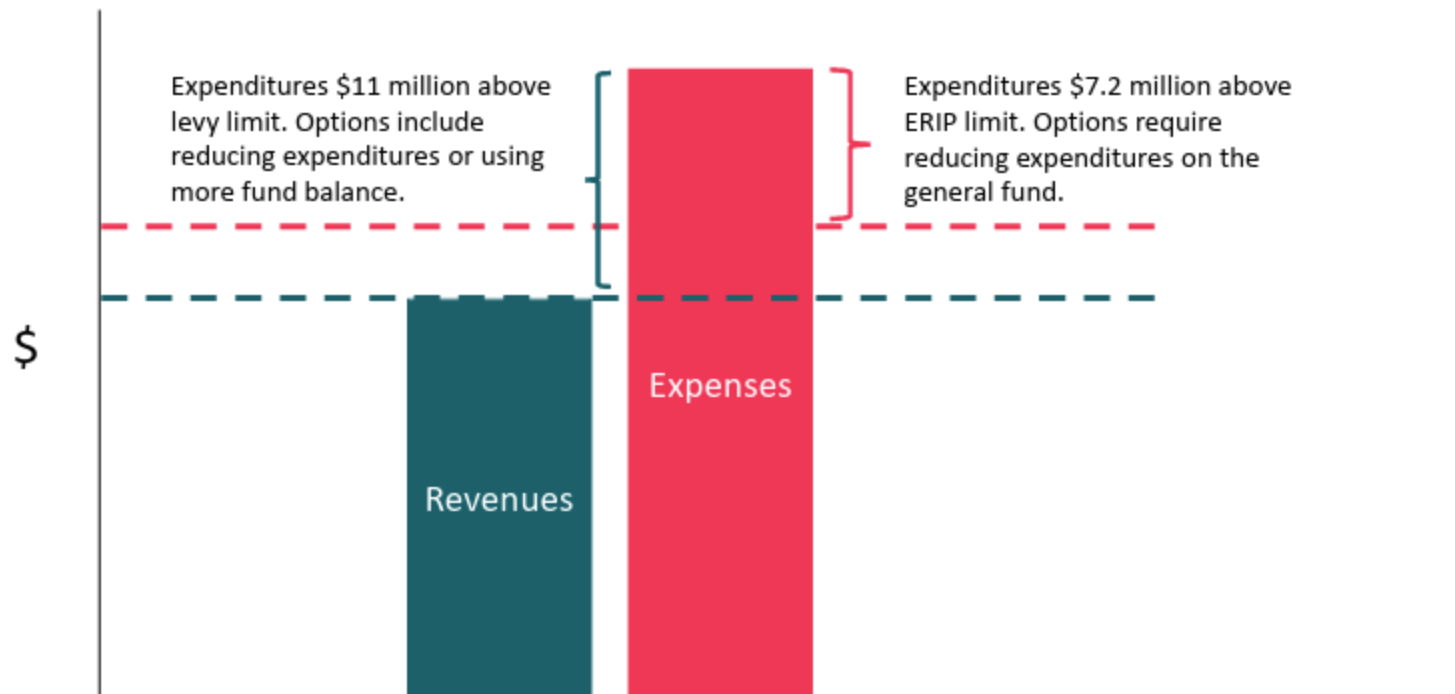 Expenditures $11 million above
levy limit. Options include
reducing expenditures or using
more fund balance.
Expenditures $7.2 million above
ERIP limit. Options require
reducing expenditures on the
general fund.
$
Expenses
Revenues